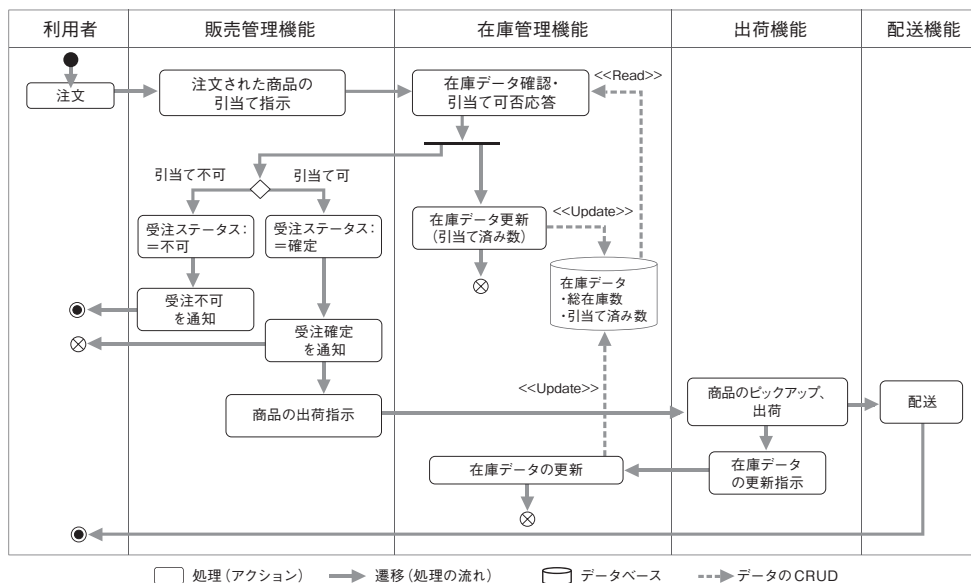 利用者
販売管理機能
在庫管理機能
出荷機能
配送機能
注文
注文された商品の
引当て指示
在庫データ確認・
引当て可否応答
<<Read>>
引当て不可
引当て可
受注ステータス：
＝不可
受注ステータス：
＝確定
在庫データ更新
（引当て済み数）
<<Update>>
在庫データ
・総在庫数
・引当て済み数
受注不可
を通知
受注確定
を通知
<<Update>>
商品の出荷指示
商品のピックアップ、
出荷
配送
在庫データの更新
在庫データ
の更新指示
処理（アクション）
遷移（処理の流れ）
データベース
データのCRUD